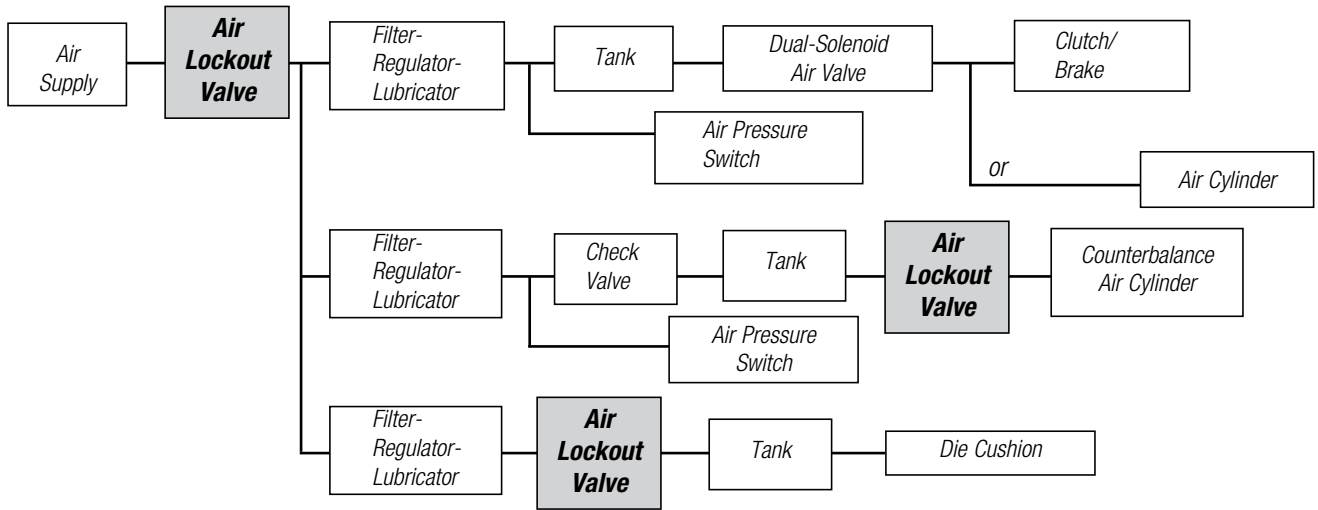 Air
Supply
Air
Lockout
Valve
Filter-
Regulator-
Lubricator
Tank
Dual-Solenoid
Air Valve
Clutch/
Brake
Air Pressure
Switch
or
Air Cylinder
Filter-
Regulator-
Lubricator
Check
Valve
Tank
Air
Lockout
Valve
Counterbalance
Air Cylinder
Air Pressure
Switch
Filter-
Regulator-
Lubricator
Air
Lockout
Valve
Tank
Die Cushion